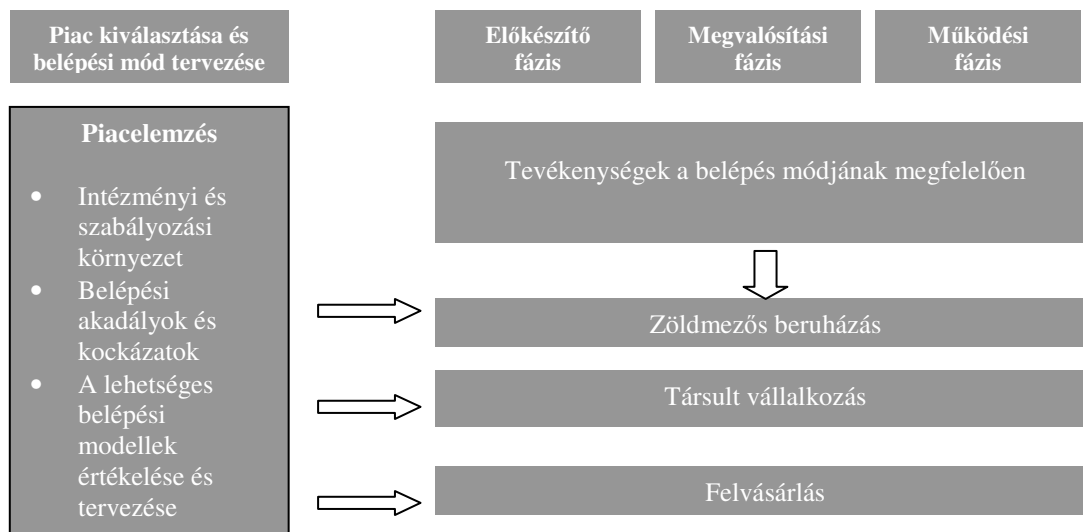 Piac kiválasztása és
belépési mód tervezése
Előkészítő
fázis
Megvalósítási
fázis
Működési
fázis
Piacelemzés
• Intézményi és
szabályozási
környezet
• Belépési
akadályok és
kockázatok
• A lehetséges
belépési
modellek
értékelése és
tervezése
Tevékenységek a belépés módjának megfelelően
Zöldmezős beruházás
Társult vállalkozás
Felvásárlás